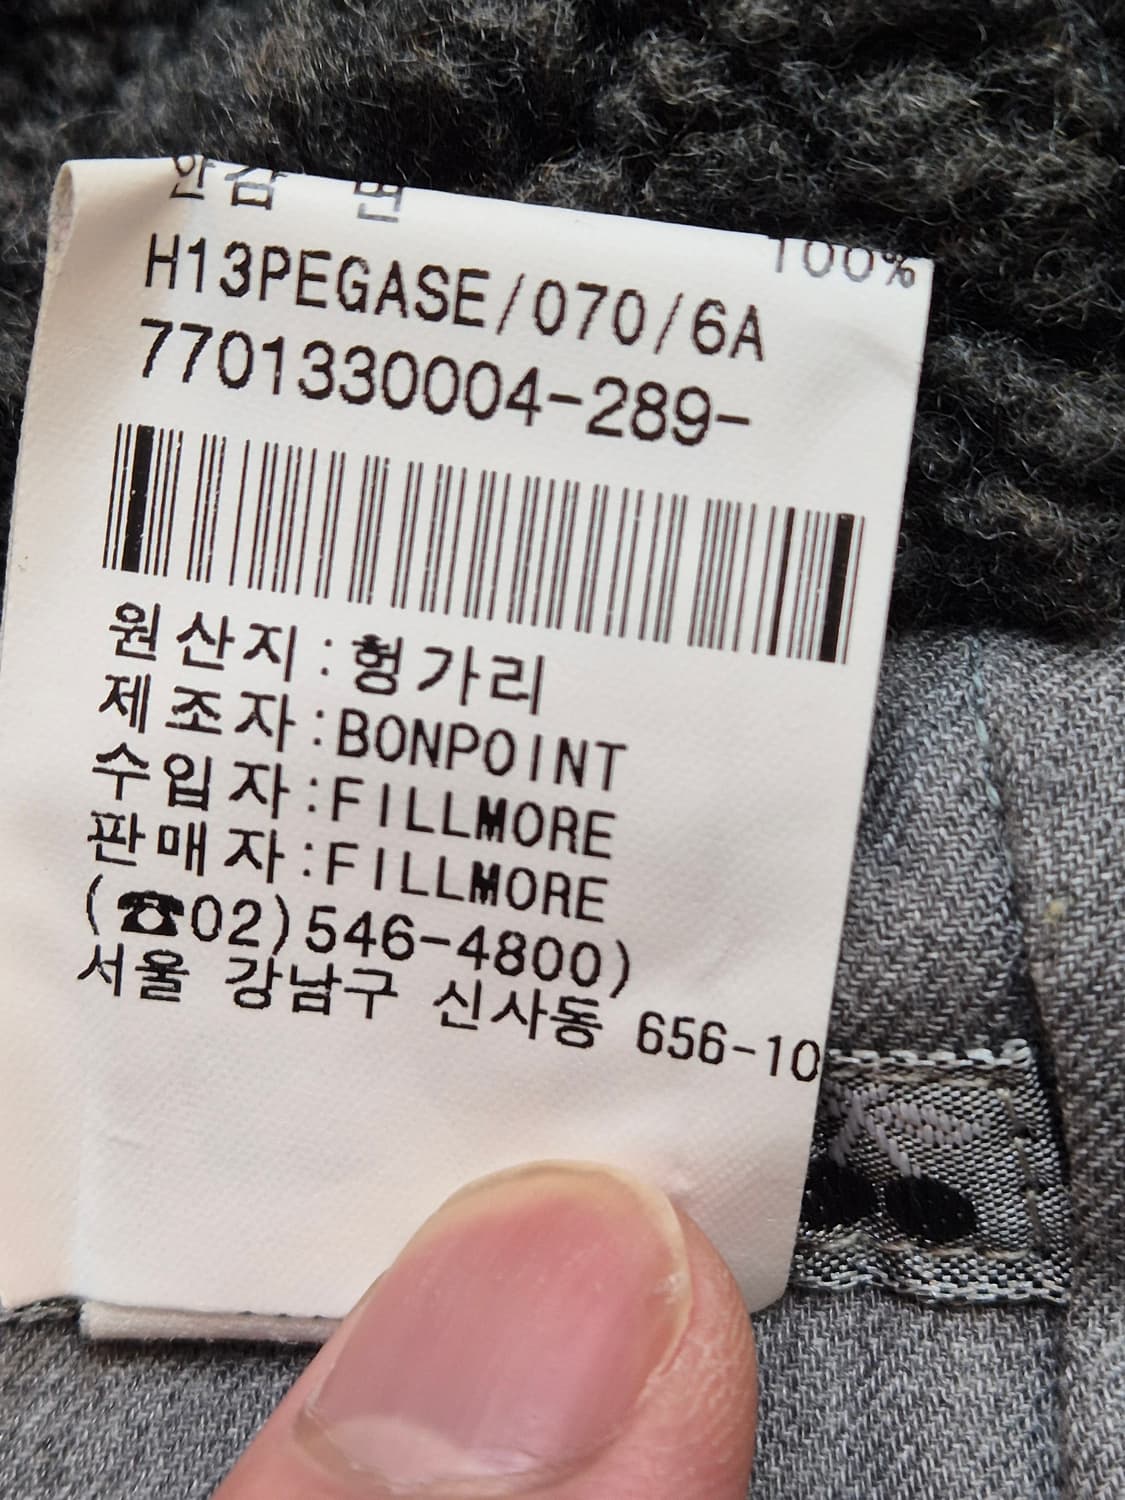 안감 면 100%
H13PEGASE/070/6A
7701330004-289-
원산지:헝가리
제조자:BONPOINT
수입자:FILLMORE
판매자:FILLMORE
(☎02)546-4800)
서울 강남구 신사동 656-10